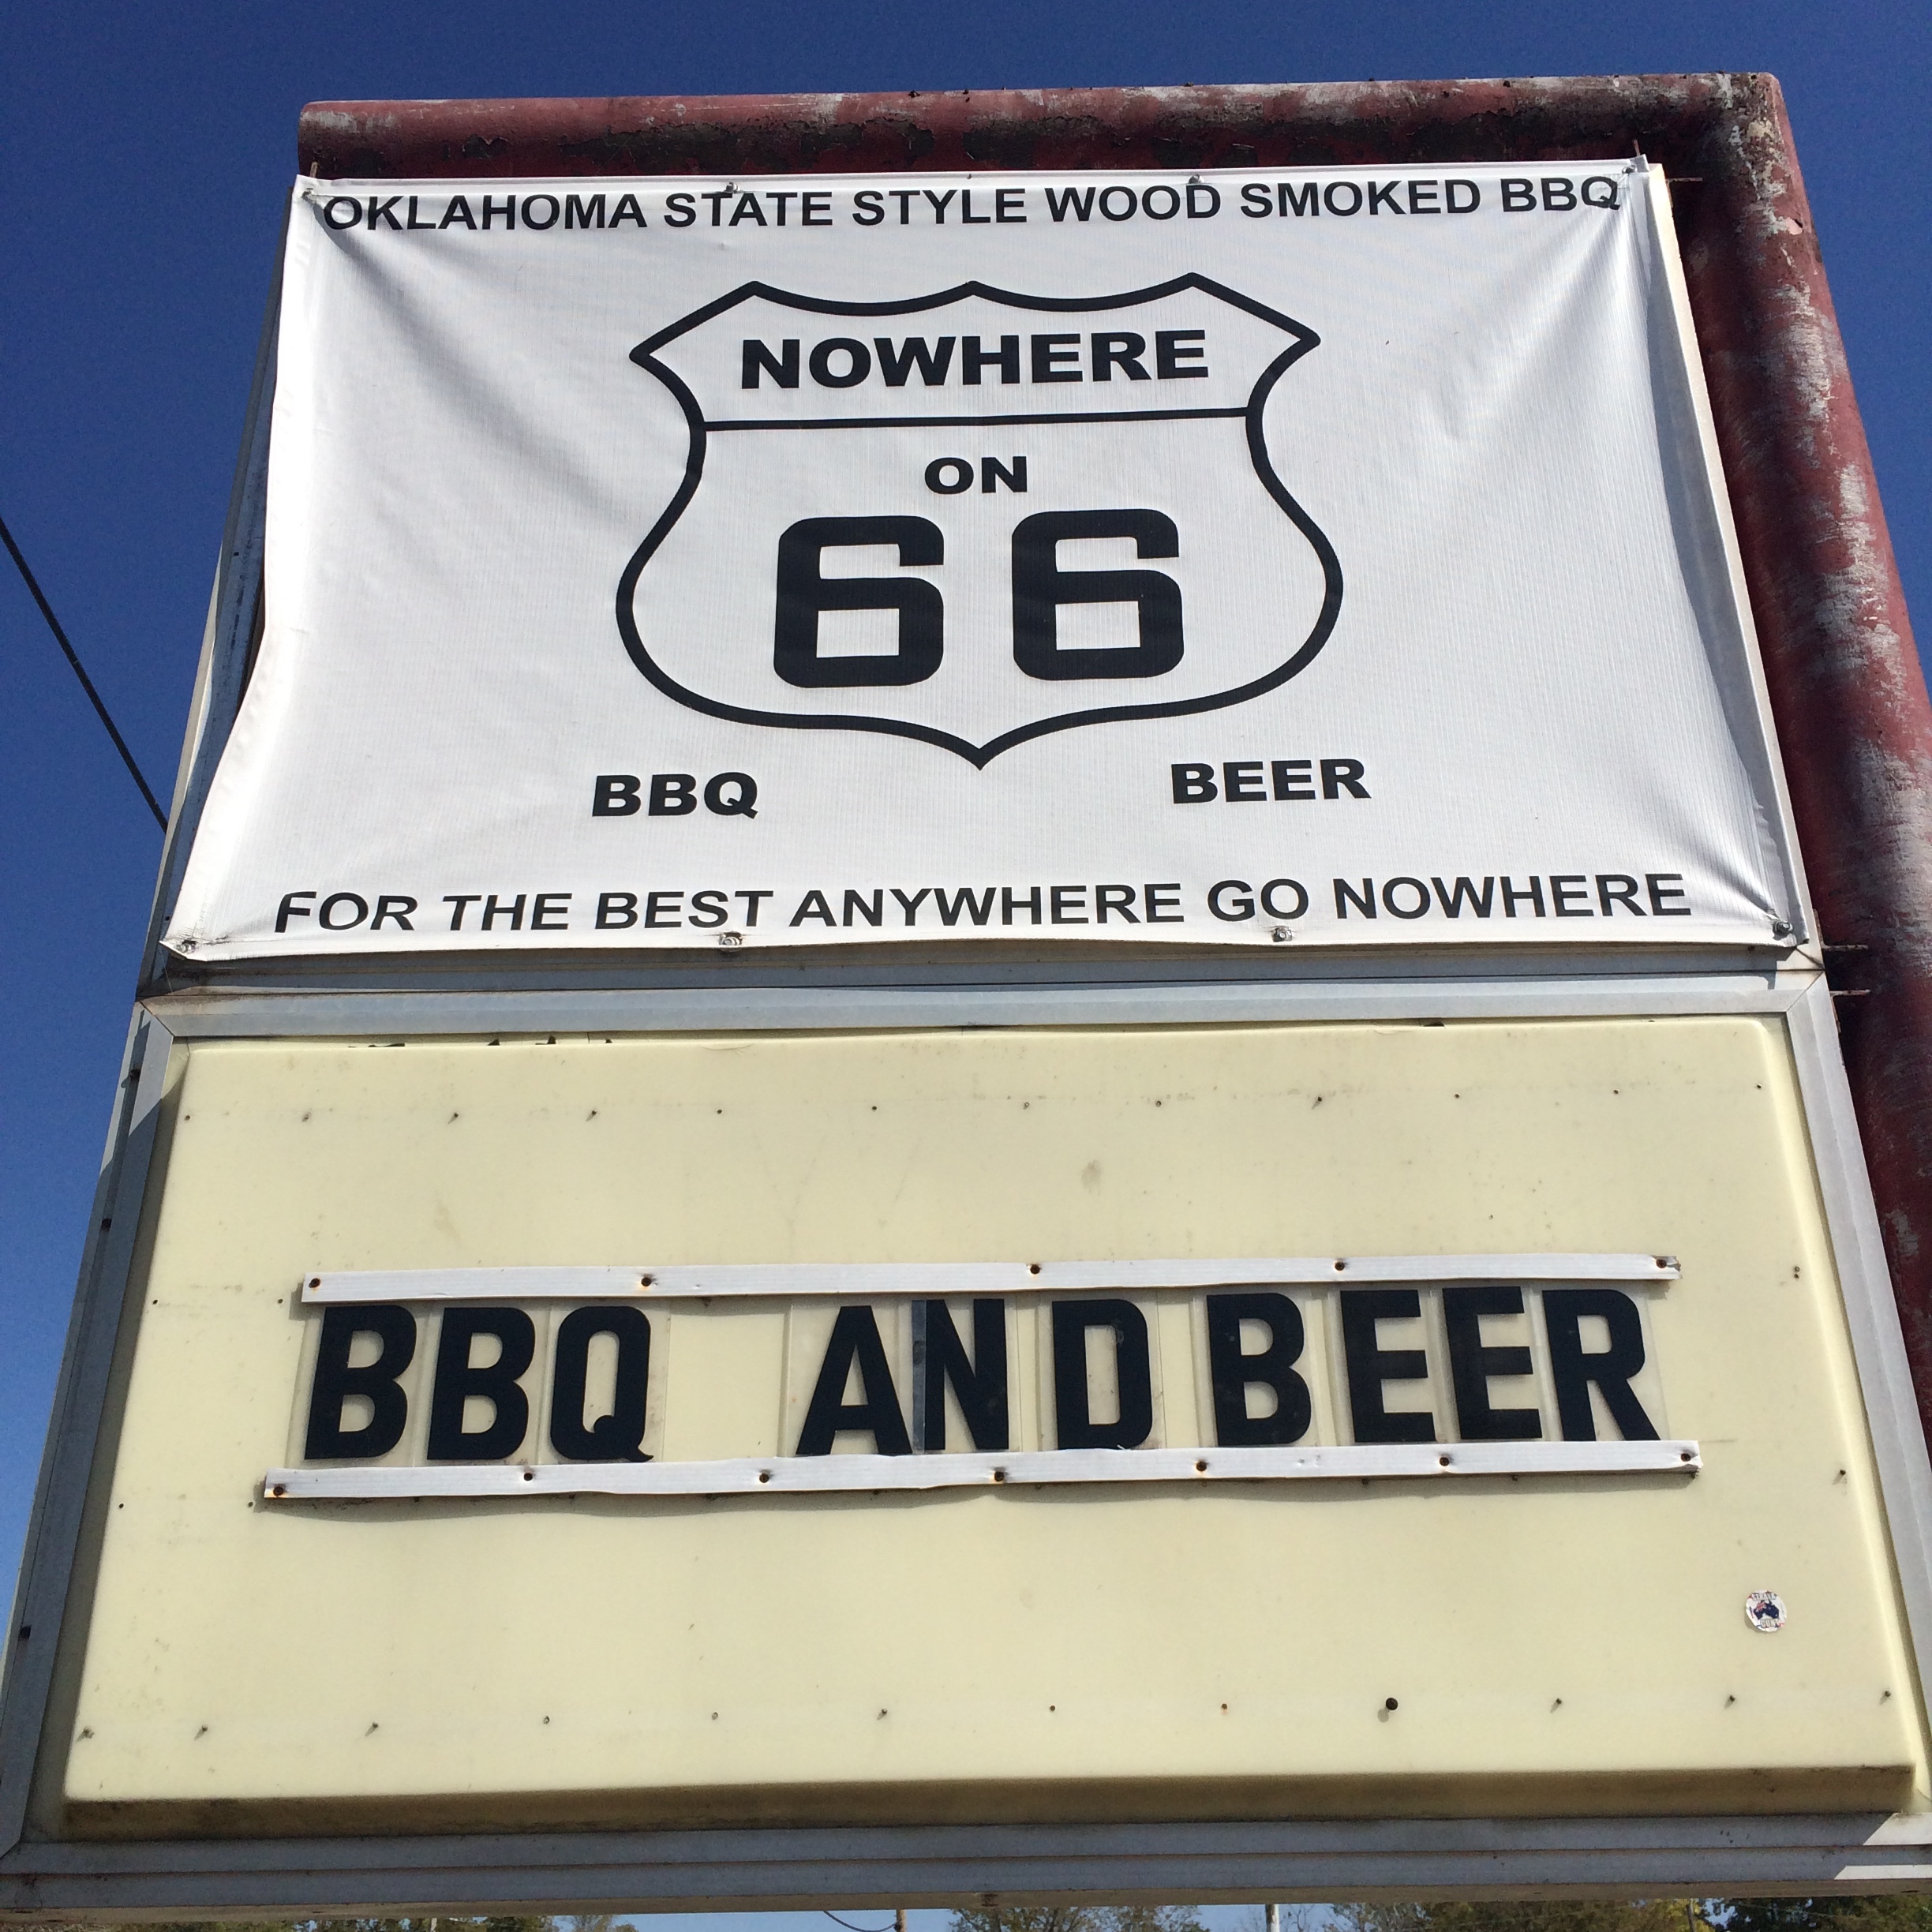 OKLAHOMA STATE STYLE WOOD SMOKED BBQ
NOWHERE
ON
66
BBQ BEER
FOR THE BEST ANYWHERE GO NOWHERE
BBQ AND BEER